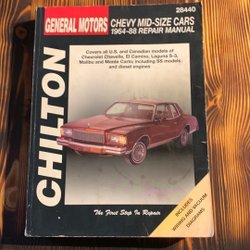 28440
GENERAL MOTORS
CHEVY MID-SIZE CARS
1964-88 REPAIR MANUAL
Covers all U.S. and Canadian models of
Chevrolet Chevelle, El Camino, Laguna S-3,
Malibu and Monte Carlo; including SS models
and diesel engines
CHILTON
The First Step In Repair
INCLUDES
WIRING AND VACUUM
DIAGRAMS